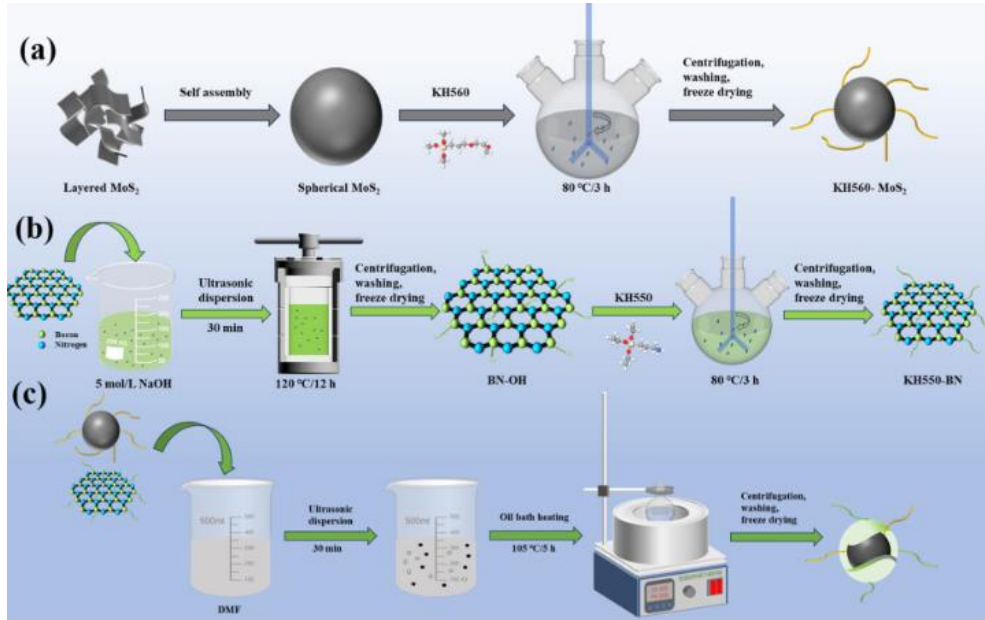 (a)
Self assembly
KH560
Centrifugation,
washing,
freeze drying
Layered MoS₂
Spherical MoS₂
80 °C/3 h
KH560- MoS₂
(b)
Boron
Nitrogen
5 mol/L NaOH
Ultrasonic
dispersion
30 min
120 °C/12 h
Centrifugation,
washing,
freeze drying
BN-OH
KH550
80 °C/3 h
Centrifugation,
washing,
freeze drying
KH550-BN
(c)
500ml
DMF
Ultrasonic
dispersion
30 min
500ml
Oil bath heating
105 °C/5 h
Centrifugation,
washing,
freeze drying